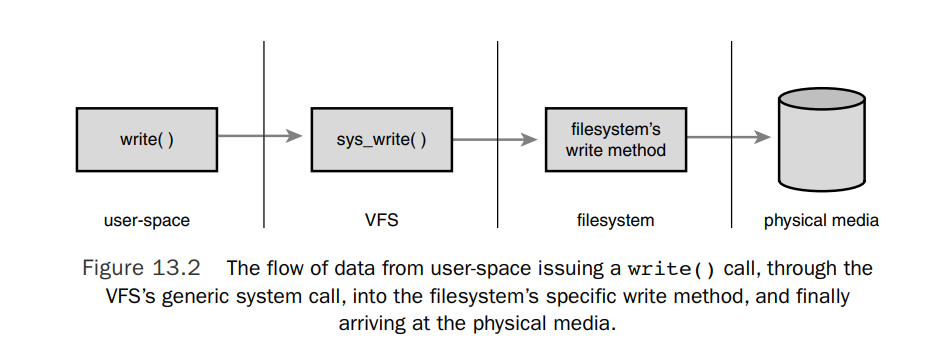 write( )
sys_write( )
filesystem's
write method
user-space
VFS
filesystem
physical media
Figure 13.2 The flow of data from user-space issuing a write() call, through the
VFS's generic system call, into the filesystem's specific write method, and finally
arriving at the physical media.